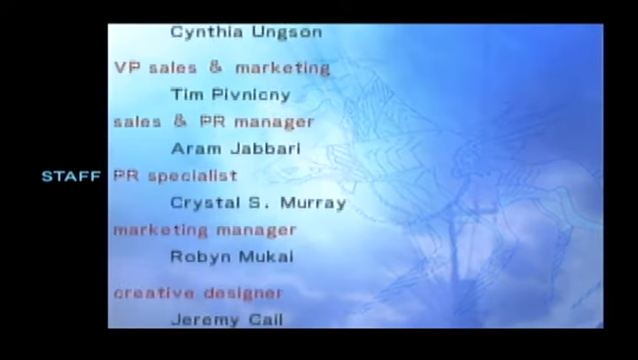 Cynthia Ungson
VP sales & marketing
Tim Pivnicny
sales & PR manager
Aram Jabbari
STAFF
PR specialist
Crystal S. Murray
marketing manager
Robyn Mukai
creative designer
Jeremy Cail